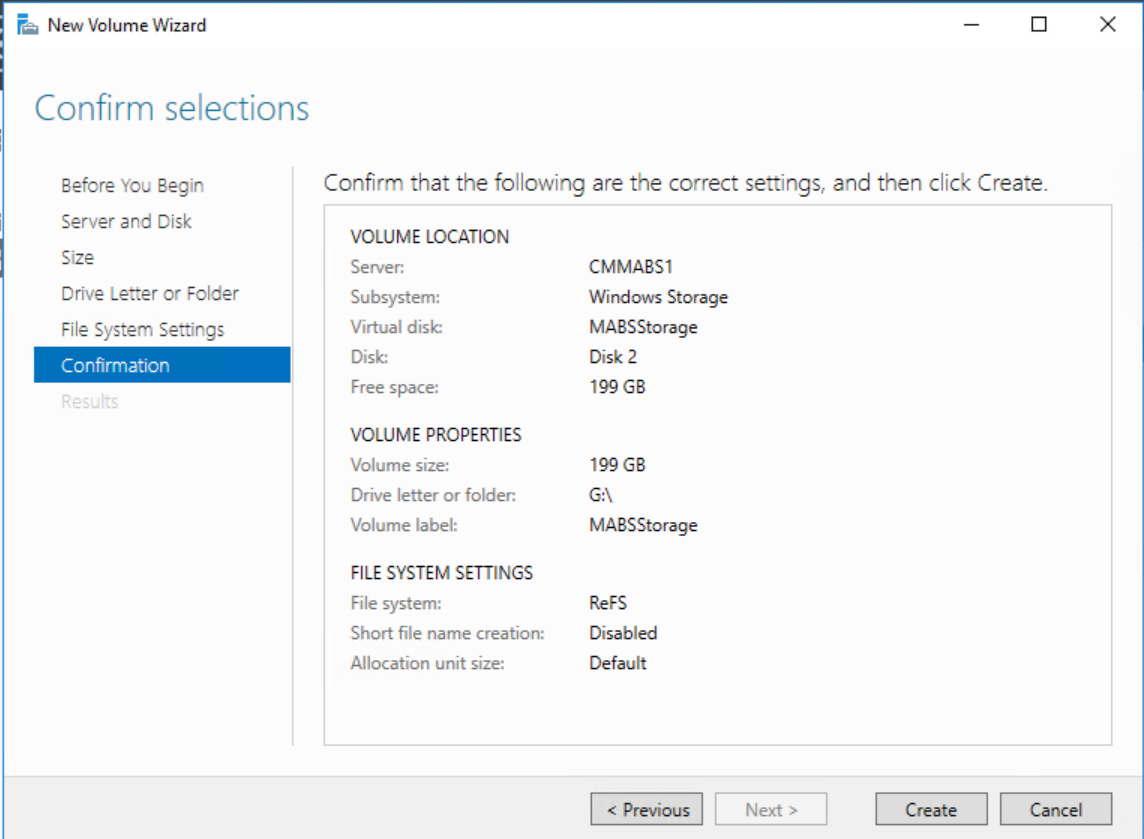 New Volume Wizard
Confirm selections
Before You Begin
Server and Disk
Size
Drive Letter or Folder
File System Settings
Confirmation
Results
Confirm that the following are the correct settings, and then click Create.
VOLUME LOCATION
Server: CMMABS1
Subsystem: Windows Storage
Virtual disk: MABSStorage
Disk: Disk 2
Free space: 199 GB
VOLUME PROPERTIES
Volume size: 199 GB
Drive letter or folder: G:\
Volume label: MABSStorage
FILE SYSTEM SETTINGS
File system: ReFS
Short file name creation: Disabled
Allocation unit size: Default
< Previous Next > Create Cancel